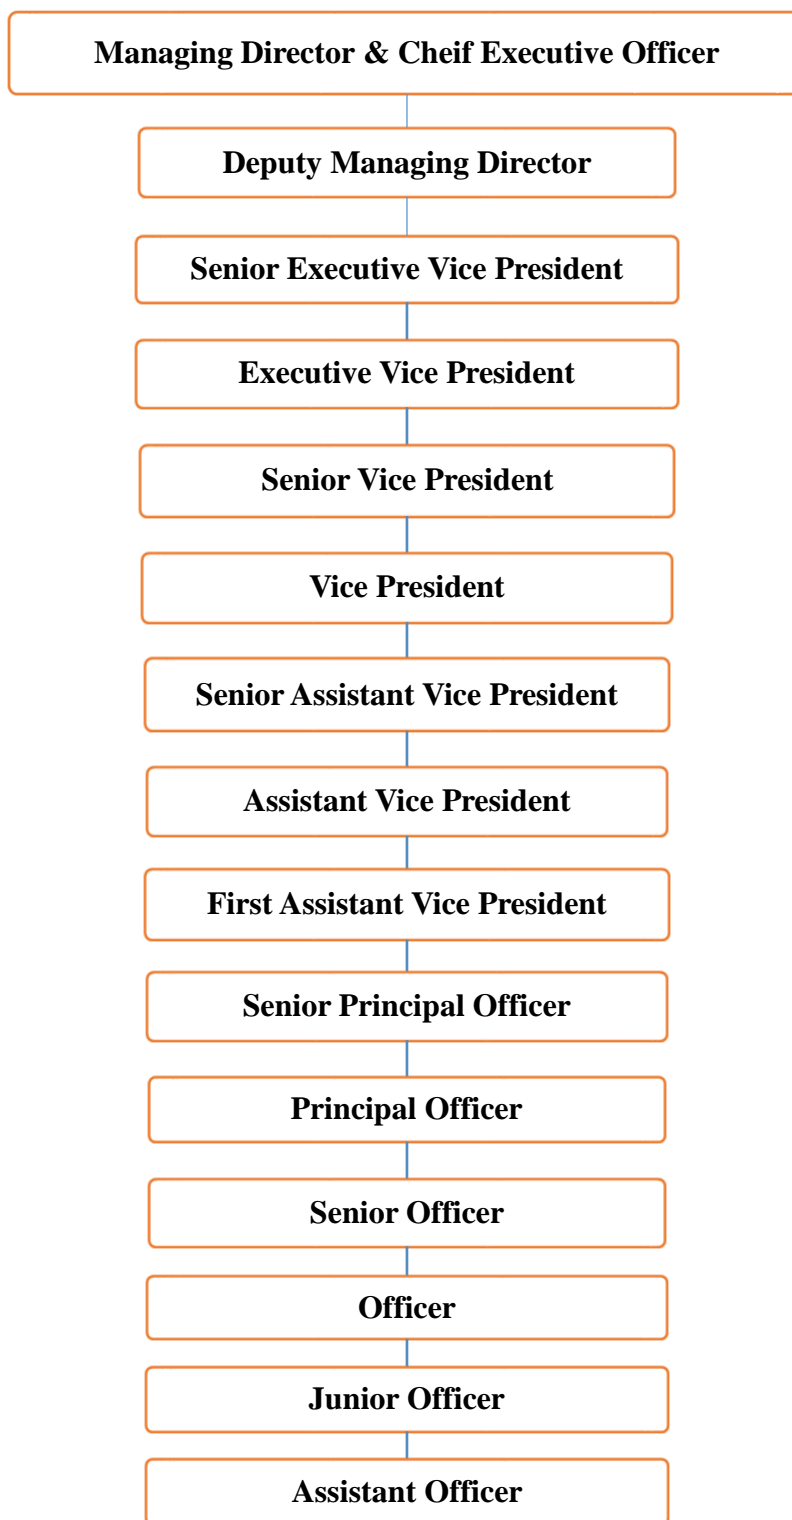 Managing Director & Cheif Executive Officer
Deputy Managing Director
Senior Executive Vice President
Executive Vice President
Senior Vice President
Vice President
Senior Assistant Vice President
Assistant Vice President
First Assistant Vice President
Senior Principal Officer
Principal Officer
Senior Officer
Officer
Junior Officer
Assistant Officer